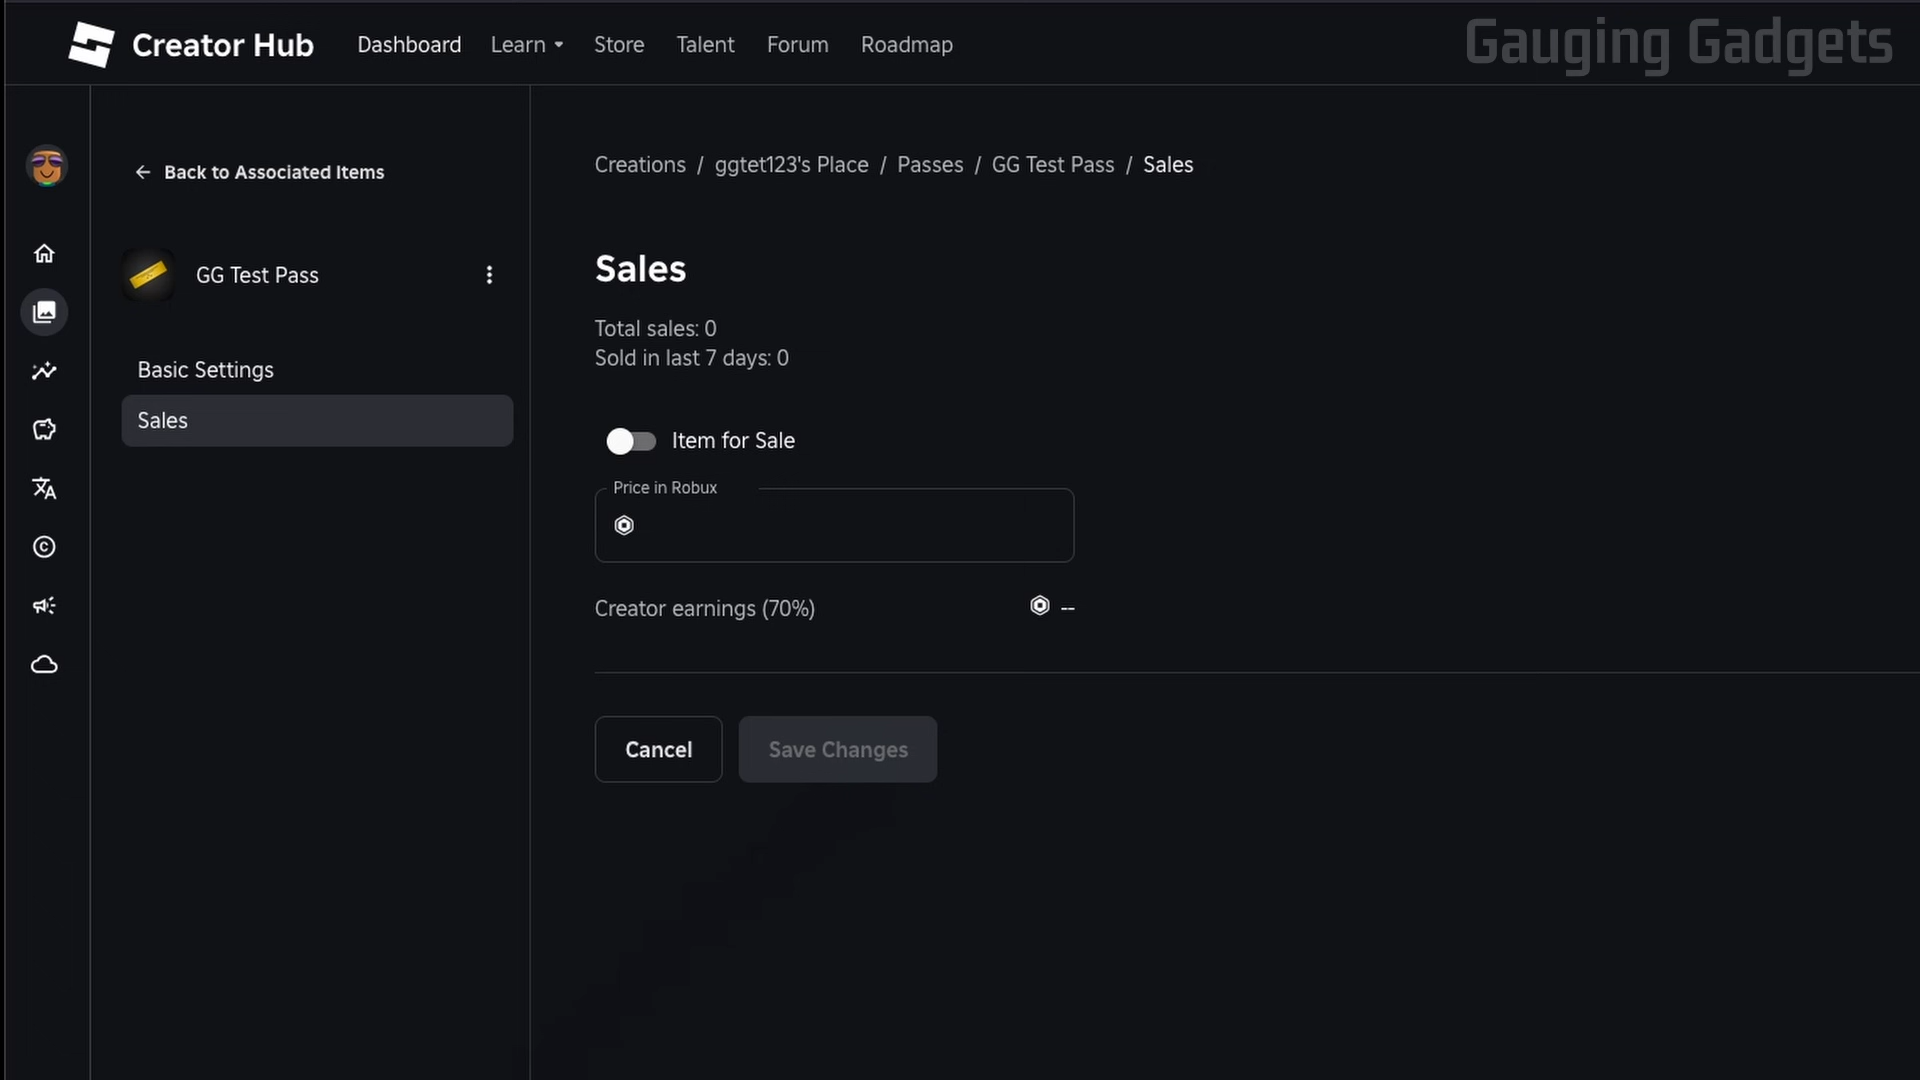 Creator Hub
Dashboard
Learn
Store
Talent
Forum
Roadmap
Gauging Gadgets
Back to Associated Items
GG Test Pass
Basic Settings
Sales
Creations / ggtet123's Place / Passes / GG Test Pass / Sales
Sales
Total sales: 0
Sold in last 7 days: 0
Item for Sale
Price in Robux
Creator earnings (70%)
--
Cancel
Save Changes